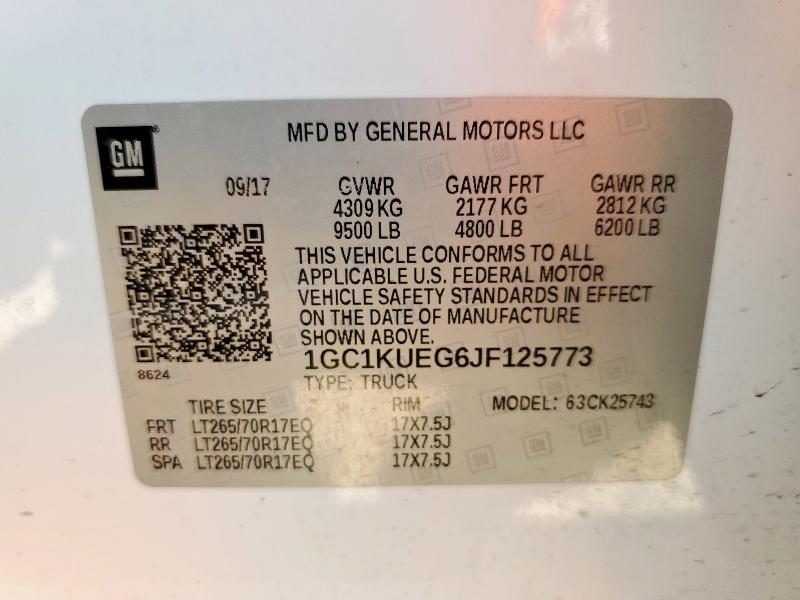 MFD BY GENERAL MOTORS LLC
GM
09/17 GVWR GAWR FRT GAWR RR
4309 KG 2177 KG 2812 KG
9500 LB 4800 LB 6200 LB
THIS VEHICLE CONFORMS TO ALL
APPLICABLE U.S. FEDERAL MOTOR
VEHICLE SAFETY STANDARDS IN EFFECT
ON THE DATE OF MANUFACTURE
SHOWN ABOVE.
1GC1KUEG6JF125773
8624
TYPE: TRUCK
TIRE SIZE RIM MODEL: 63CK25743
FRT LT265/70R17EQ 17X7.5J
RR LT265/70R17EQ 17X7.5J
SPA LT265/70R17EQ 17X7.5J